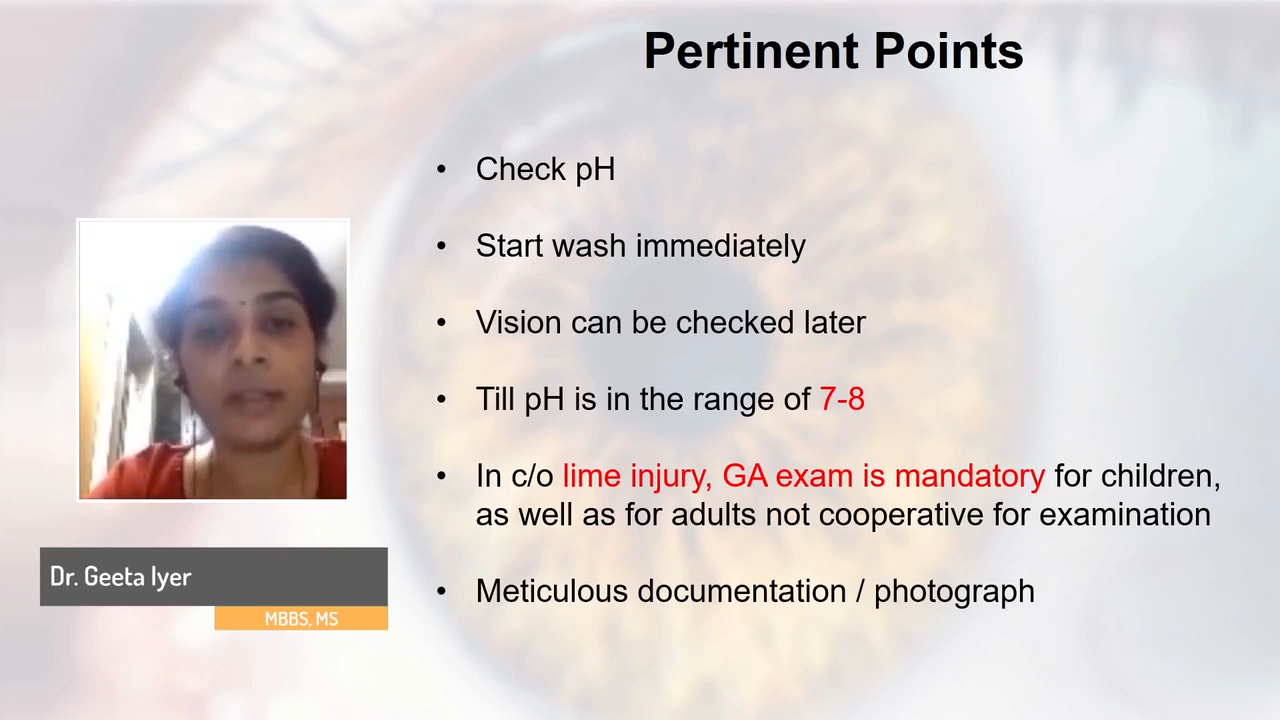 Pertinent Points
• Check pH
• Start wash immediately
• Vision can be checked later
• Till pH is in the range of 7-8
• In c/o lime injury, GA exam is mandatory for children,
as well as for adults not cooperative for examination
• Meticulous documentation / photograph
Dr. Geeta Iyer
MBBS, MS